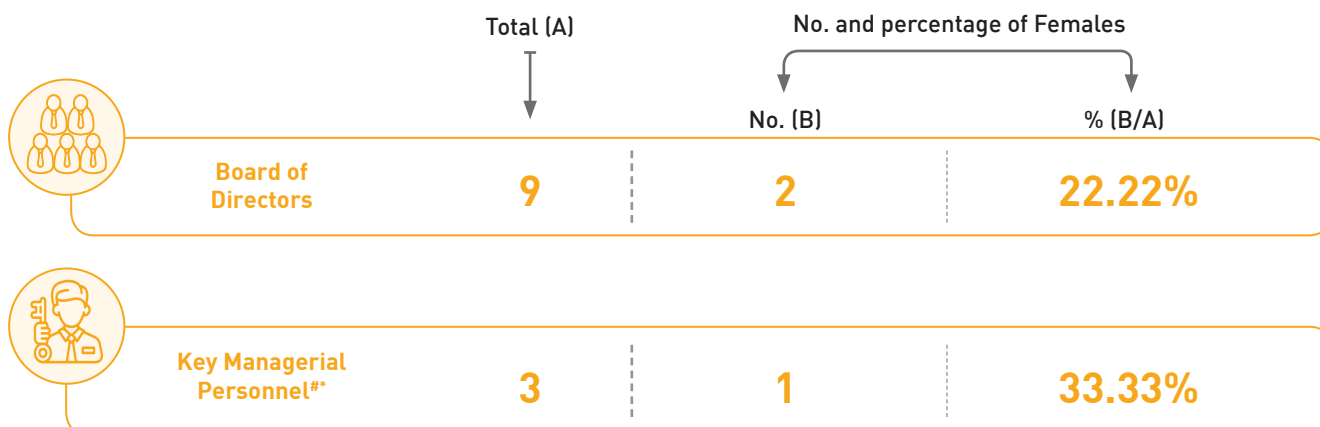 Total (A)
No. and percentage of Females
No. (B)
% (B/A)
Board of
Directors
9
2
22.22%
Key Managerial
Personnel#*
3
1
33.33%